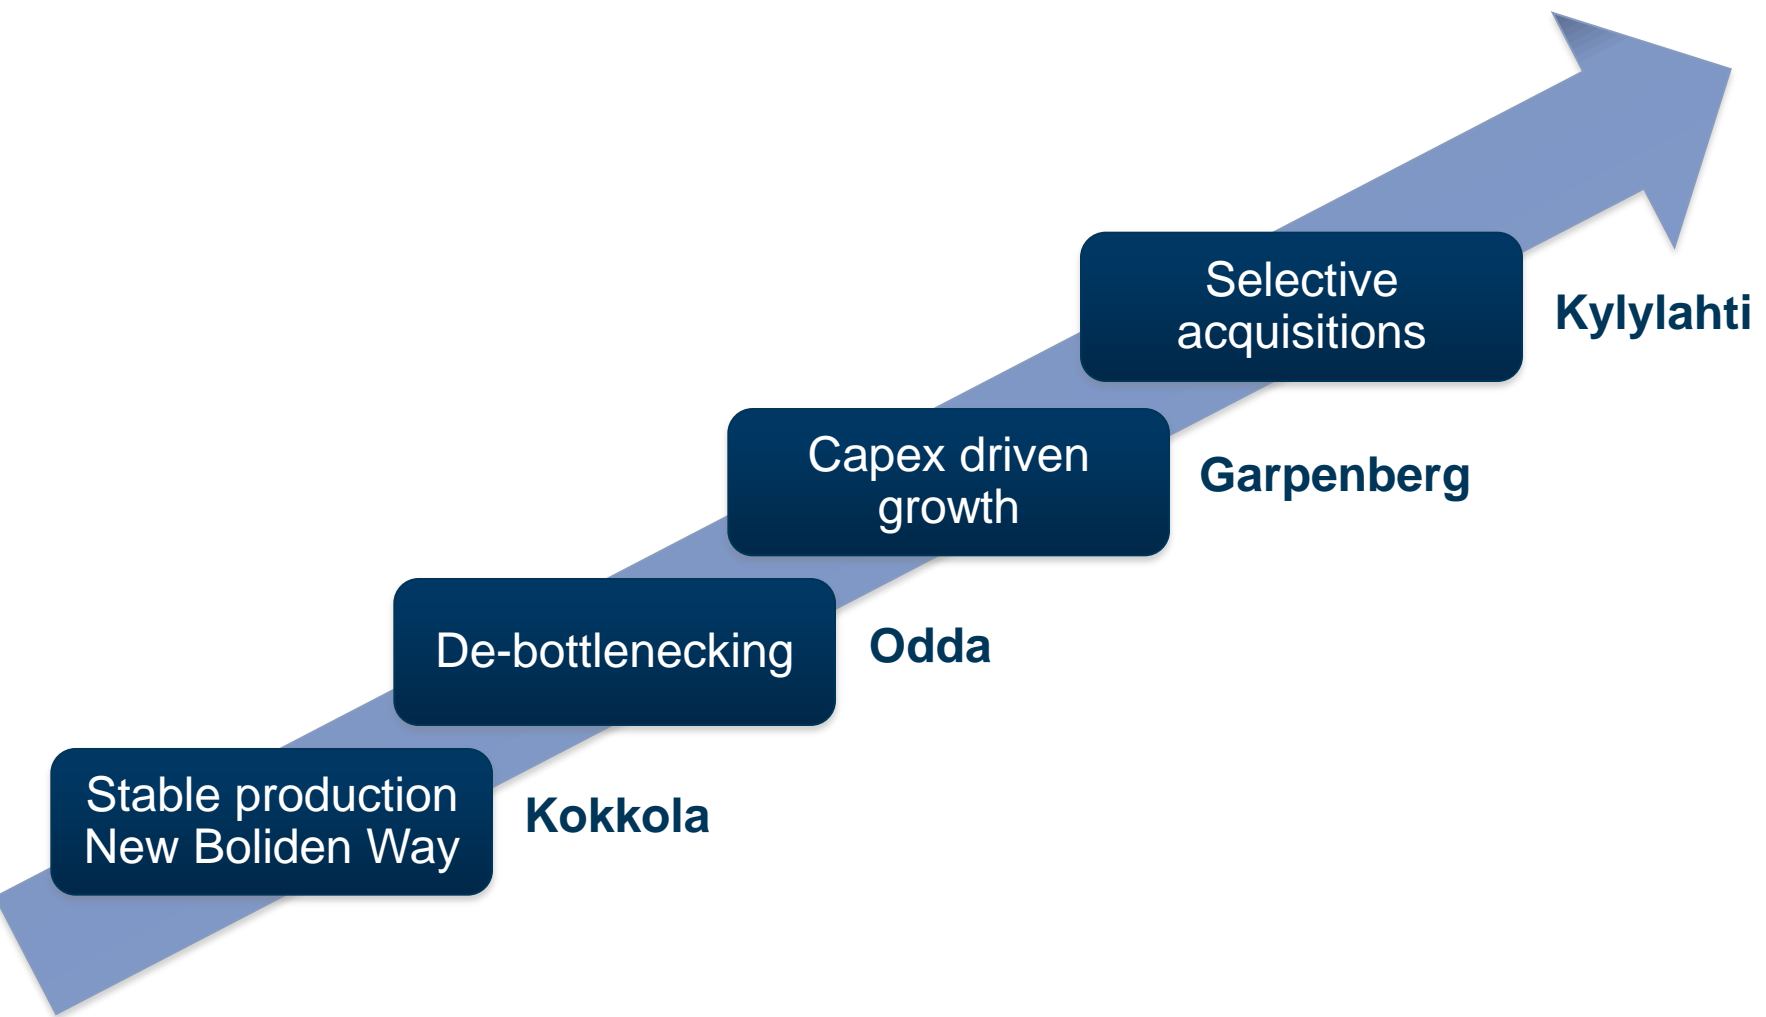 Selective
acquisitions
Kylylahti
Capex driven
growth
Garpenberg
De-bottlenecking
Odda
Stable production
New Boliden Way
Kokkola